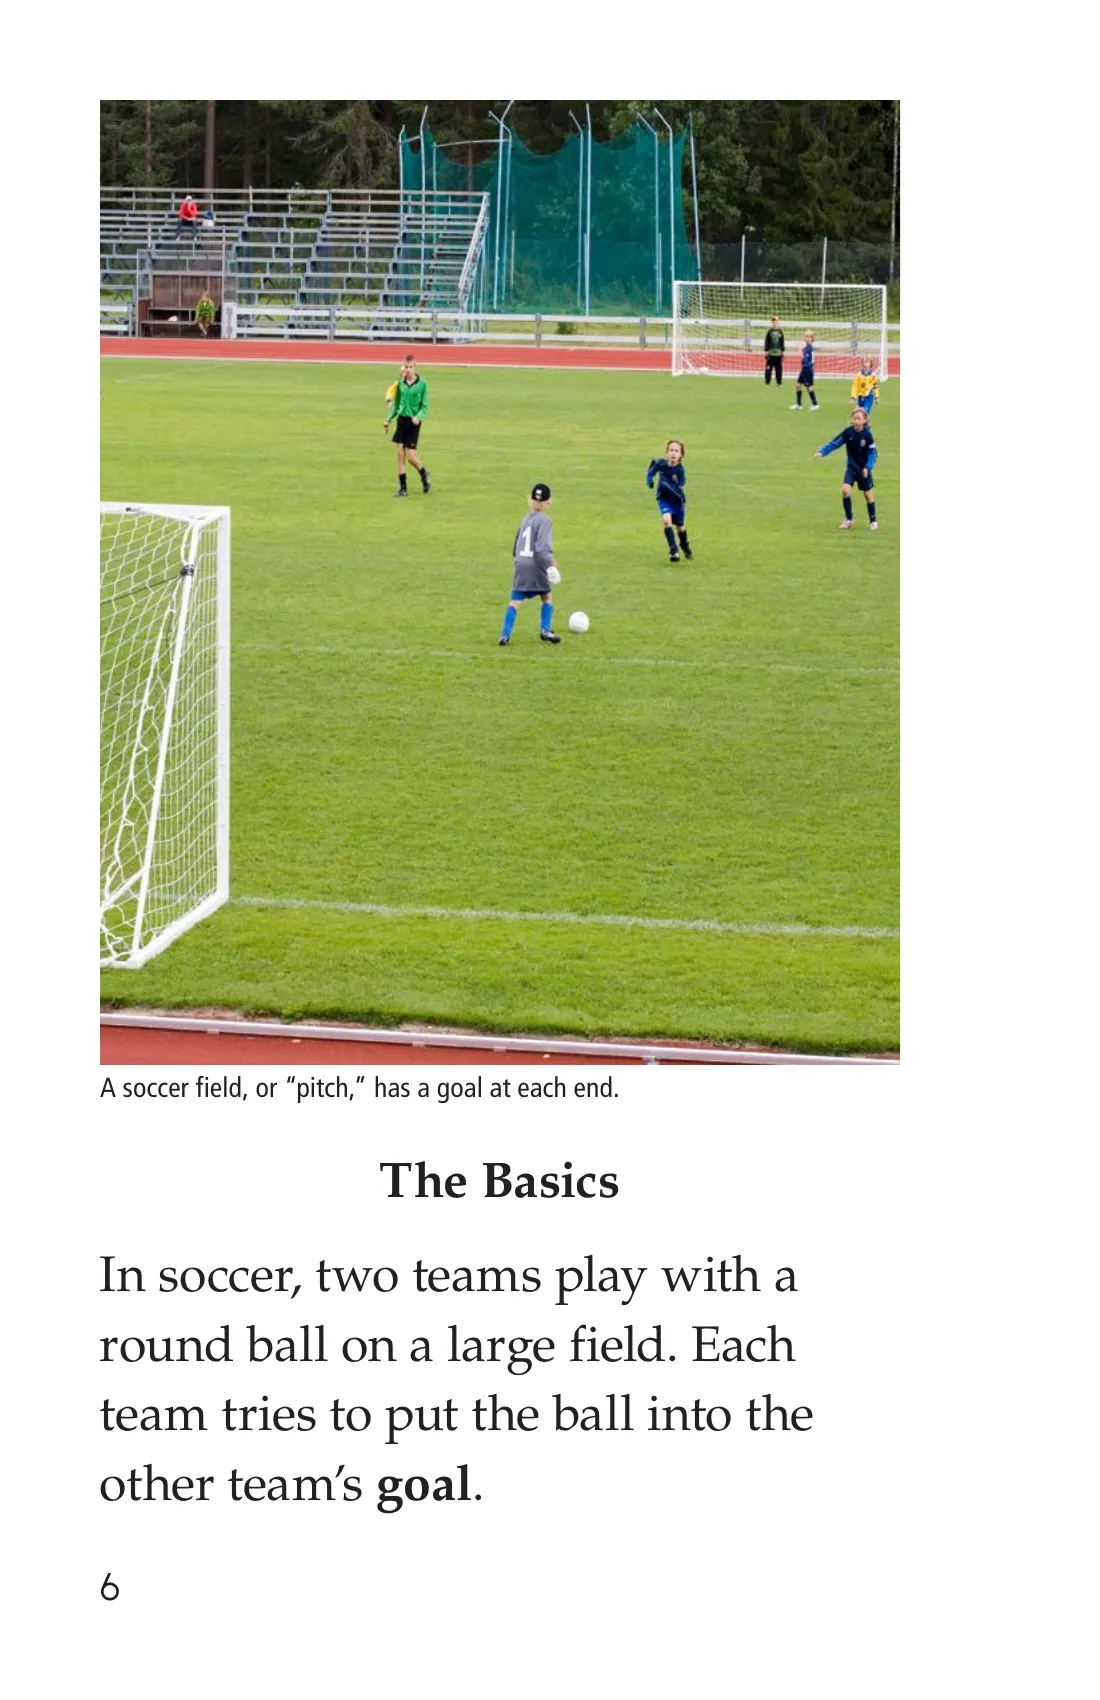 1
A soccer field, or “pitch,” has a goal at each end.
The Basics
In soccer, two teams play with a
round ball on a large field. Each
team tries to put the ball into the
other team’s goal.
6